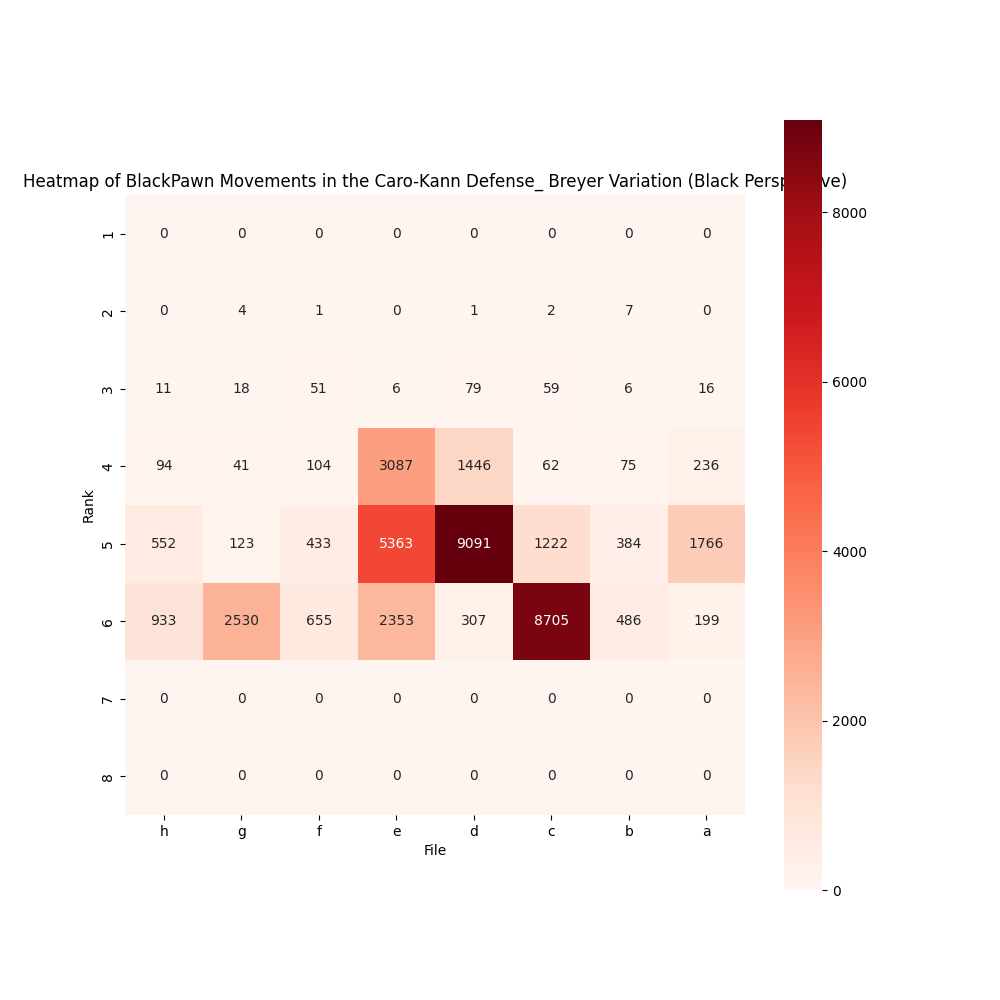 Heatmap of BlackPawn Movements in the Caro-Kann Defense_ Breyer Variation (Black Persp ve)
1 0 0 0 0 0 0 0 0
2 0 4 1 0 1 2 7 0
3 11 18 51 6 79 59 6 16
4 94 41 104 3087 1446 62 75 236
Rank
5 552 123 433 5363 9091 1222 384 1766
6 933 2530 655 2353 307 8705 486 199
7 0 0 0 0 0 0 0 0
8 0 0 0 0 0 0 0 0
h g f e d c b a
File
8000
6000
4000
2000
0